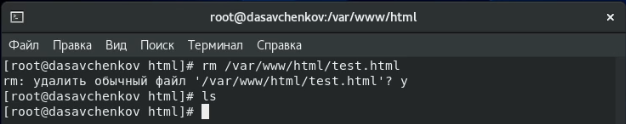 root@dasavchenkov:/var/www/html
Файл Правка Вид Поиск Терминал Справка
[root@dasavchenkov html]# rm /var/www/html/test.html
rm: удалить обычный файл '/var/www/html/test.html'? y
[root@dasavchenkov html]# ls
[root@dasavchenkov html]#